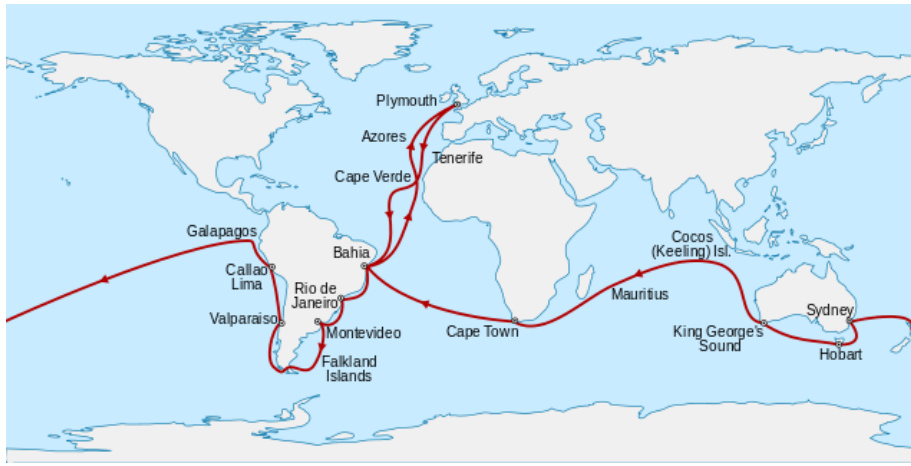 Plymouth
Azores
Tenerife
Cape Verde
Galapagos
Bahia
Cocos
(Keeling) Isl.
Callao
Lima
Rio de
Janeiro
Mauritius
Valparaiso
Montevideo
Cape Town
King George's
Sound
Sydney
Hobart
Falkland
Islands